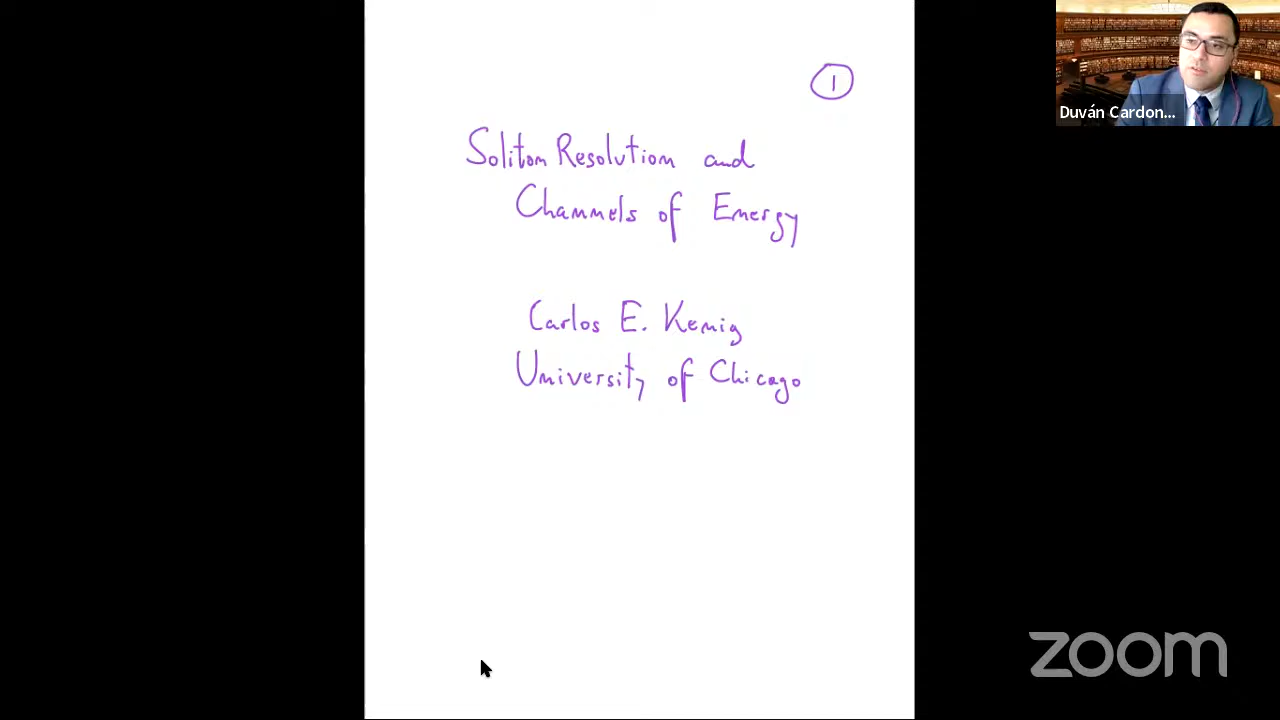 1
Soliton Resolution and
Channels of Energy
Carlos E. Kenig
University of Chicago
Duván Cardon...
zoom